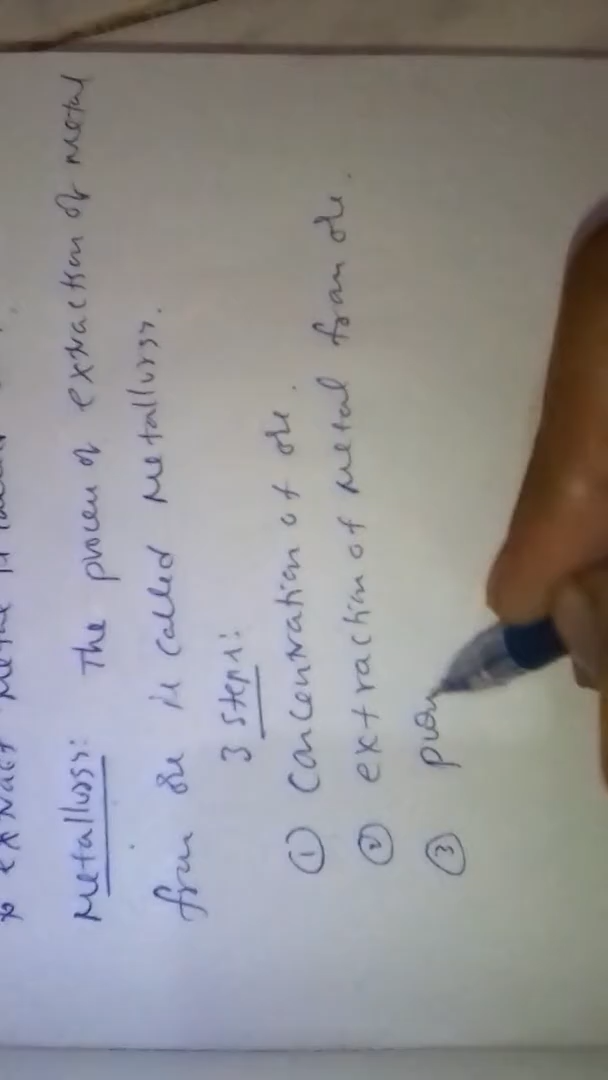 Metallurgy: The process of extraction of metal
from ore is called metallurgy.
3 steps:
① Concentration of ore.
② extraction of metal from ore.
③